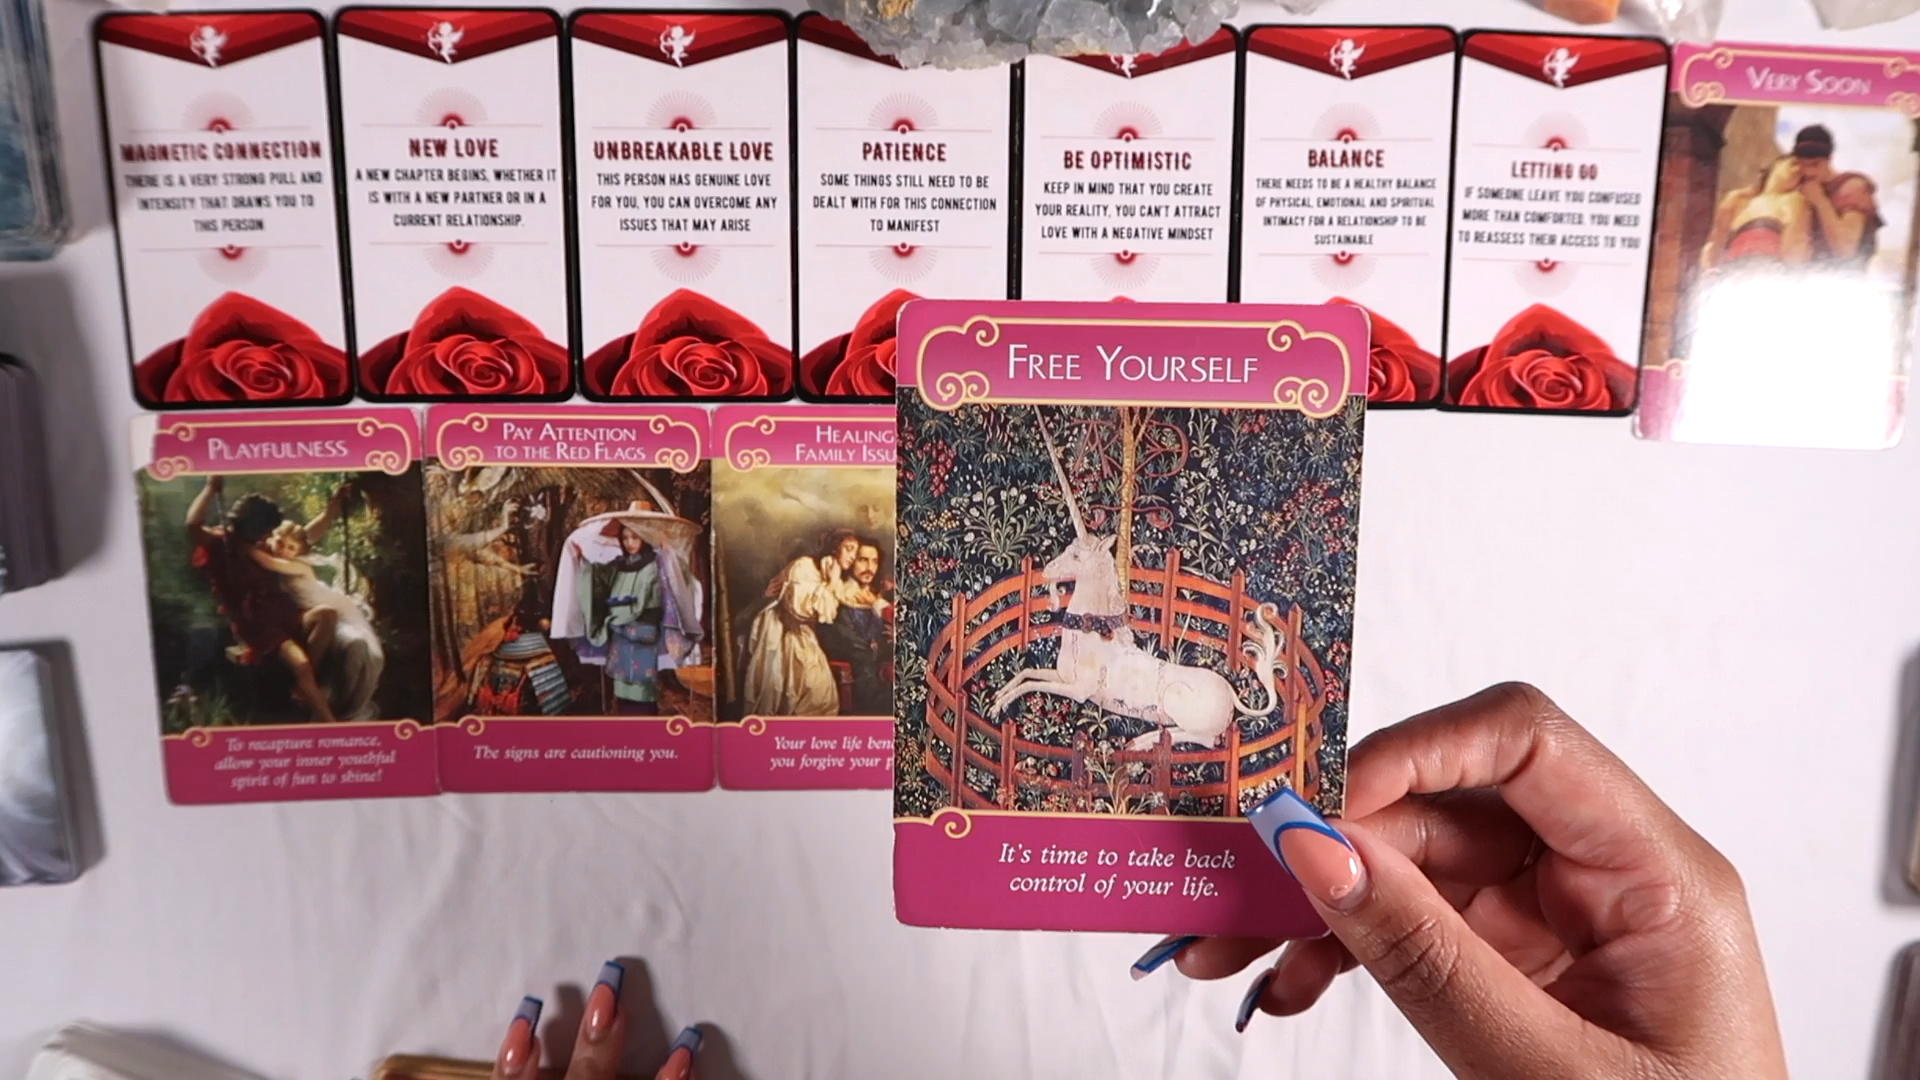 MAGNETIC CONNECTION
THERE IS A VERY STRONG PULL AND
INTENSITY THAT DRAWS YOU TO
THIS PERSON
NEW LOVE
A NEW CHAPTER BEGINS, WHETHER IT
IS WITH A NEW PARTNER OR IN A
CURRENT RELATIONSHIP.
UNBREAKABLE LOVE
THIS PERSON HAS GENUINE LOVE
FOR YOU, YOU CAN OVERCOME ANY
ISSUES THAT MAY ARISE
PATIENCE
SOME THINGS STILL NEED TO BE
DEALT WITH FOR THIS CONNECTION
TO MANIFEST
BE OPTIMISTIC
KEEP IN MIND THAT YOU CREATE
YOUR REALITY, YOU CAN'T ATTRACT
LOVE WITH A NEGATIVE MINDSET
BALANCE
THERE NEEDS TO BE A HEALTHY BALANCE
OF PHYSICAL, EMOTIONAL AND SPIRITUAL
INTIMACY FOR A RELATIONSHIP TO BE
SUSTAINABLE
LETTING GO
IF SOMEONE LEAVE YOU CONFUSED
MORE THAN COMFORTED, YOU NEED
TO REASSESS THEIR ACCESS TO YOU
VERY SOON
PLAYFULNESS
To recapture romance,
allow your inner youthful
spirit of fun to shine!
PAY ATTENTION
TO THE RED FLAGS
The signs are cautioning you.
HEALING
FAMILY
Your love life
you forgive your
FREE YOURSELF
It's time to take back
control of your life.